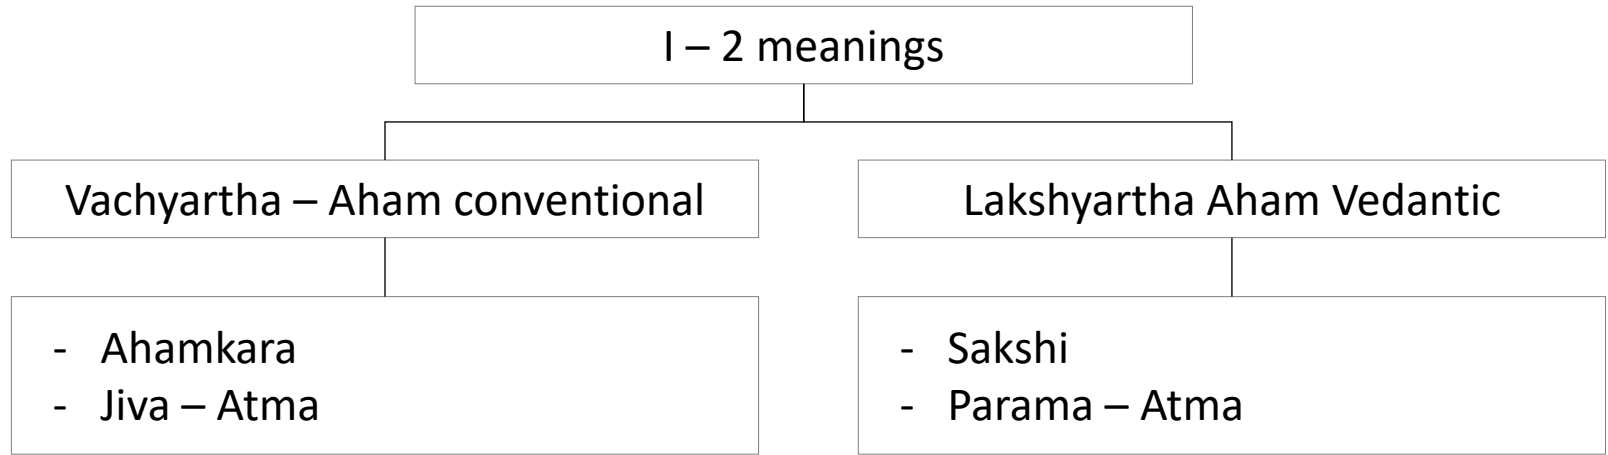 I – 2 meanings
Vachyartha – Aham conventional
Lakshyartha Aham Vedantic
- Ahamkara
- Jiva – Atma
- Sakshi
- Parama – Atma